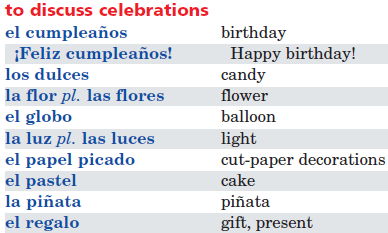 to discuss celebrations
el cumpleaños birthday
¡Feliz cumpleaños! Happy birthday!
los dulces candy
la flor pl. las flores flower
el globo balloon
la luz pl. las luces light
el papel picado cut-paper decorations
el pastel cake
la piñata piñata
el regalo gift, present